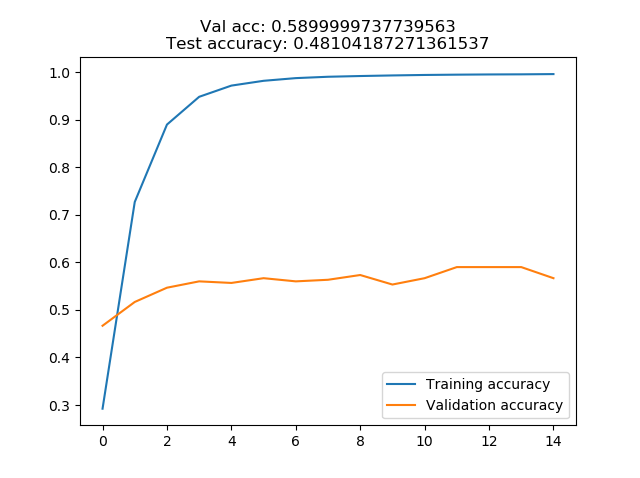 Val acc: 0.5899999737739563
Test accuracy: 0.48104187271361537
1.0
0.9
0.8
0.7
0.6
0.5
0.4
0.3
0 2 4 6 8 10 12 14
Training accuracy
Validation accuracy